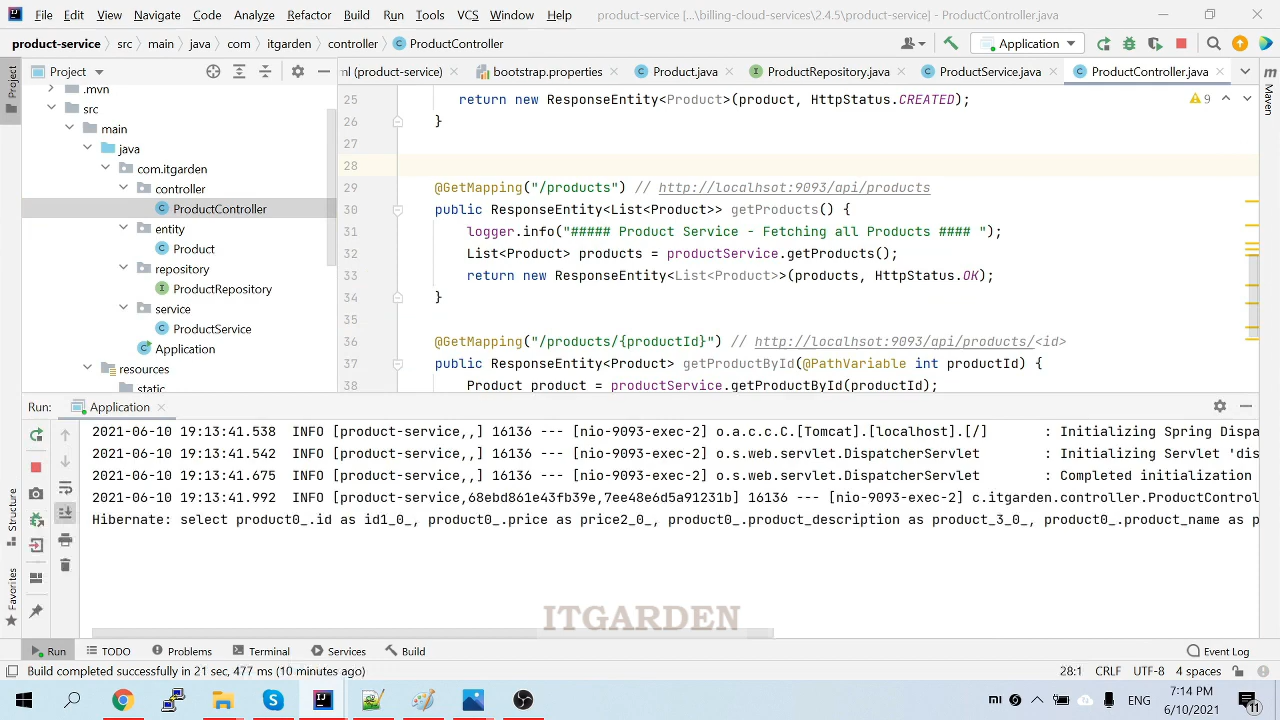 File Edit View Navigate Code Analyze Refactor Build Run Tools VCS Window Help product-service [...\billing-cloud-services\2.4.5\product-service] - ProductController.java
product-service src main java com itgarden controller ProductController Application
Project ml (product-service) bootstrap.properties Product.java ProductRepository.java ProductService.java ProductController.java
Project
Maven
.mvn
src
main
java
com.itgarden
controller
ProductController
entity
Product
repository
ProductRepository
service
ProductService
Application
resources
static
9
25 return new ResponseEntity<Product>(product, HttpStatus.CREATED);
26 }
27
28
29 @GetMapping("/products") // http://localhsot:9093/api/products
30 public ResponseEntity<List<Product>> getProducts() {
31 logger.info("##### Product Service - Fetching all Products #### ");
32 List<Product> products = productService.getProducts();
33 return new ResponseEntity<List<Product>>(products, HttpStatus.OK);
34 }
35
36 @GetMapping("/products/{productId}") // http://localhsot:9093/api/products/<id>
37 public ResponseEntity<Product> getProductById(@PathVariable int productId) {
38 Product product = productService.getProductById(productId);
Run: Application
2021-06-10 19:13:41.538 INFO [product-service,,] 16136 --- [nio-9093-exec-2] o.a.c.c.C.[Tomcat].[localhost].[/] : Initializing Spring Dispa
2021-06-10 19:13:41.542 INFO [product-service,,] 16136 --- [nio-9093-exec-2] o.s.web.servlet.DispatcherServlet : Initializing Servlet 'dis
2021-06-10 19:13:41.675 INFO [product-service,,] 16136 --- [nio-9093-exec-2] o.s.web.servlet.DispatcherServlet : Completed initialization
2021-06-10 19:13:41.992 INFO [product-service,68ebd861e43fb39e,7ee48e6d5a91231b] 16136 --- [nio-9093-exec-2] c.itgarden.controller.ProductControl
Hibernate: select product0_.id as id1_0_, product0_.price as price2_0_, product0_.product_description as product_3_0_, product0_.product_name as p
Structure
Favorites
ITGARDEN
Run TODO Problems Terminal Services Build Event Log
Build completed successfully in 21 sec, 477 ms (10 minutes ago) 28:1 CRLF UTF-8 4 spaces
ENG 7:14 PM
6/10/2021 11